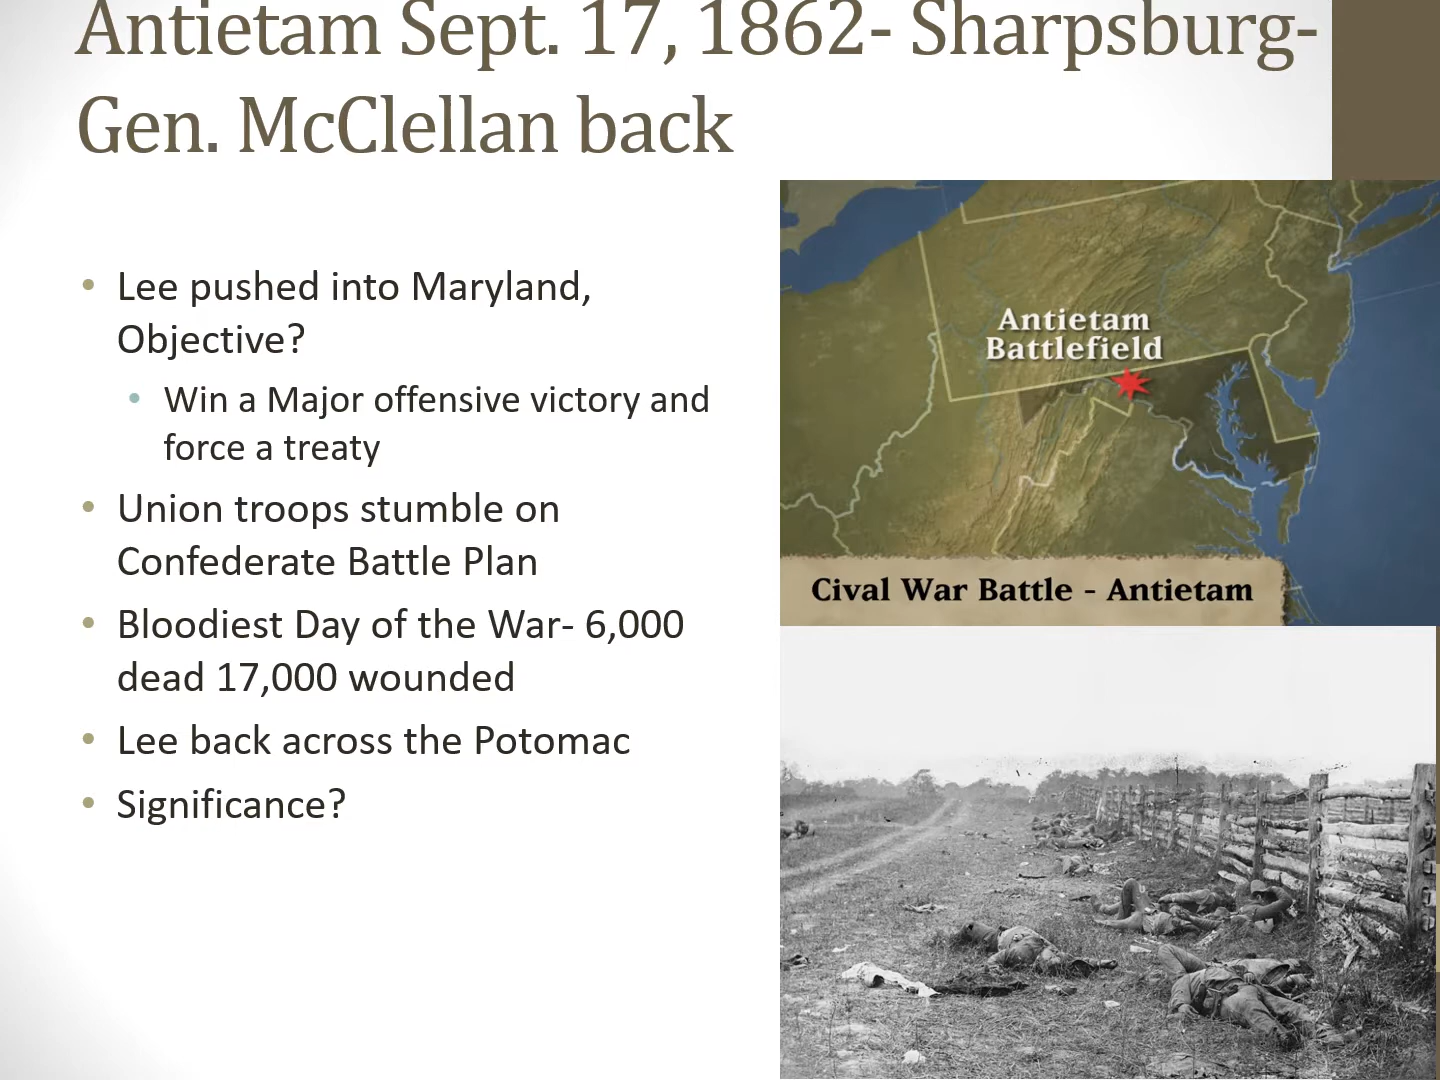 Antietam Sept. 17, 1862- Sharpsburg-
Gen. McClellan back
Lee pushed into Maryland,
Objective?
Win a Major offensive victory and
force a treaty
Union troops stumble on
Confederate Battle Plan
Bloodiest Day of the War- 6,000
dead 17,000 wounded
Lee back across the Potomac
Significance?
Antietam
Battlefield
Cival War Battle - Antietam